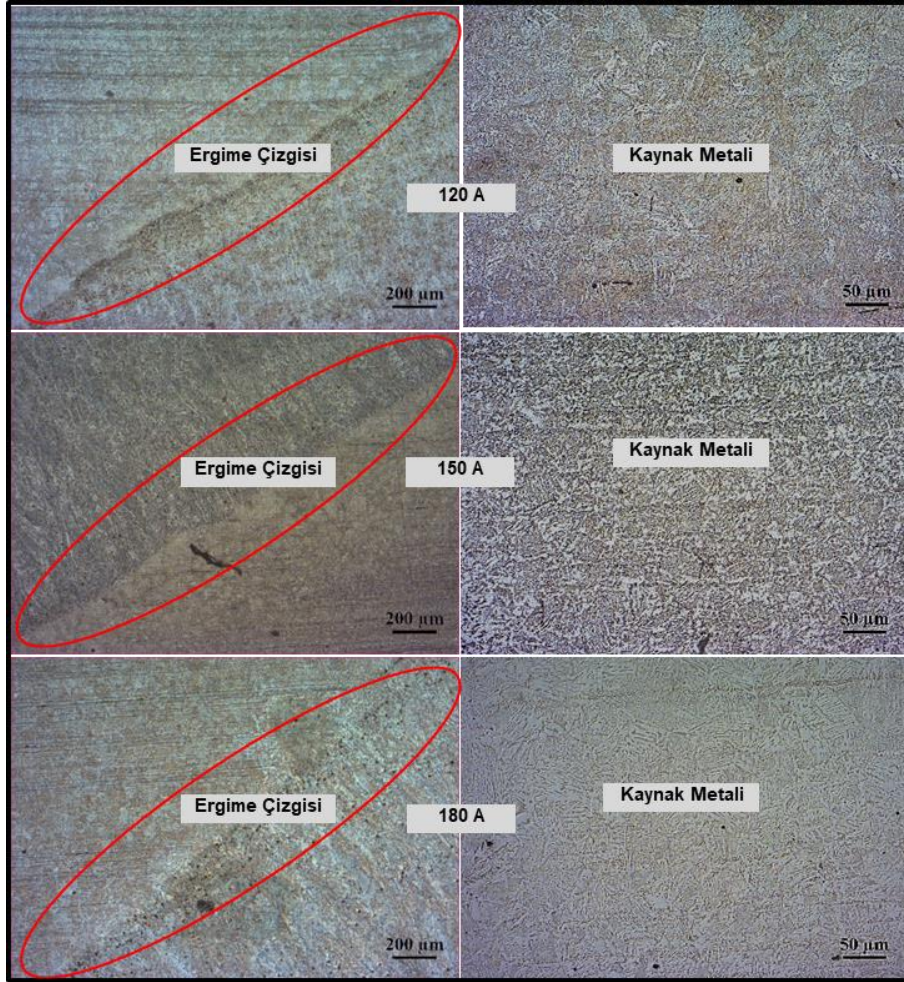 Ergime Çizgisi
Kaynak Metali
120 A
200 µm
50 µm
Ergime Çizgisi
Kaynak Metali
150 A
200 µm
50 µm
Ergime Çizgisi
Kaynak Metali
180 A
200 µm
50 µm